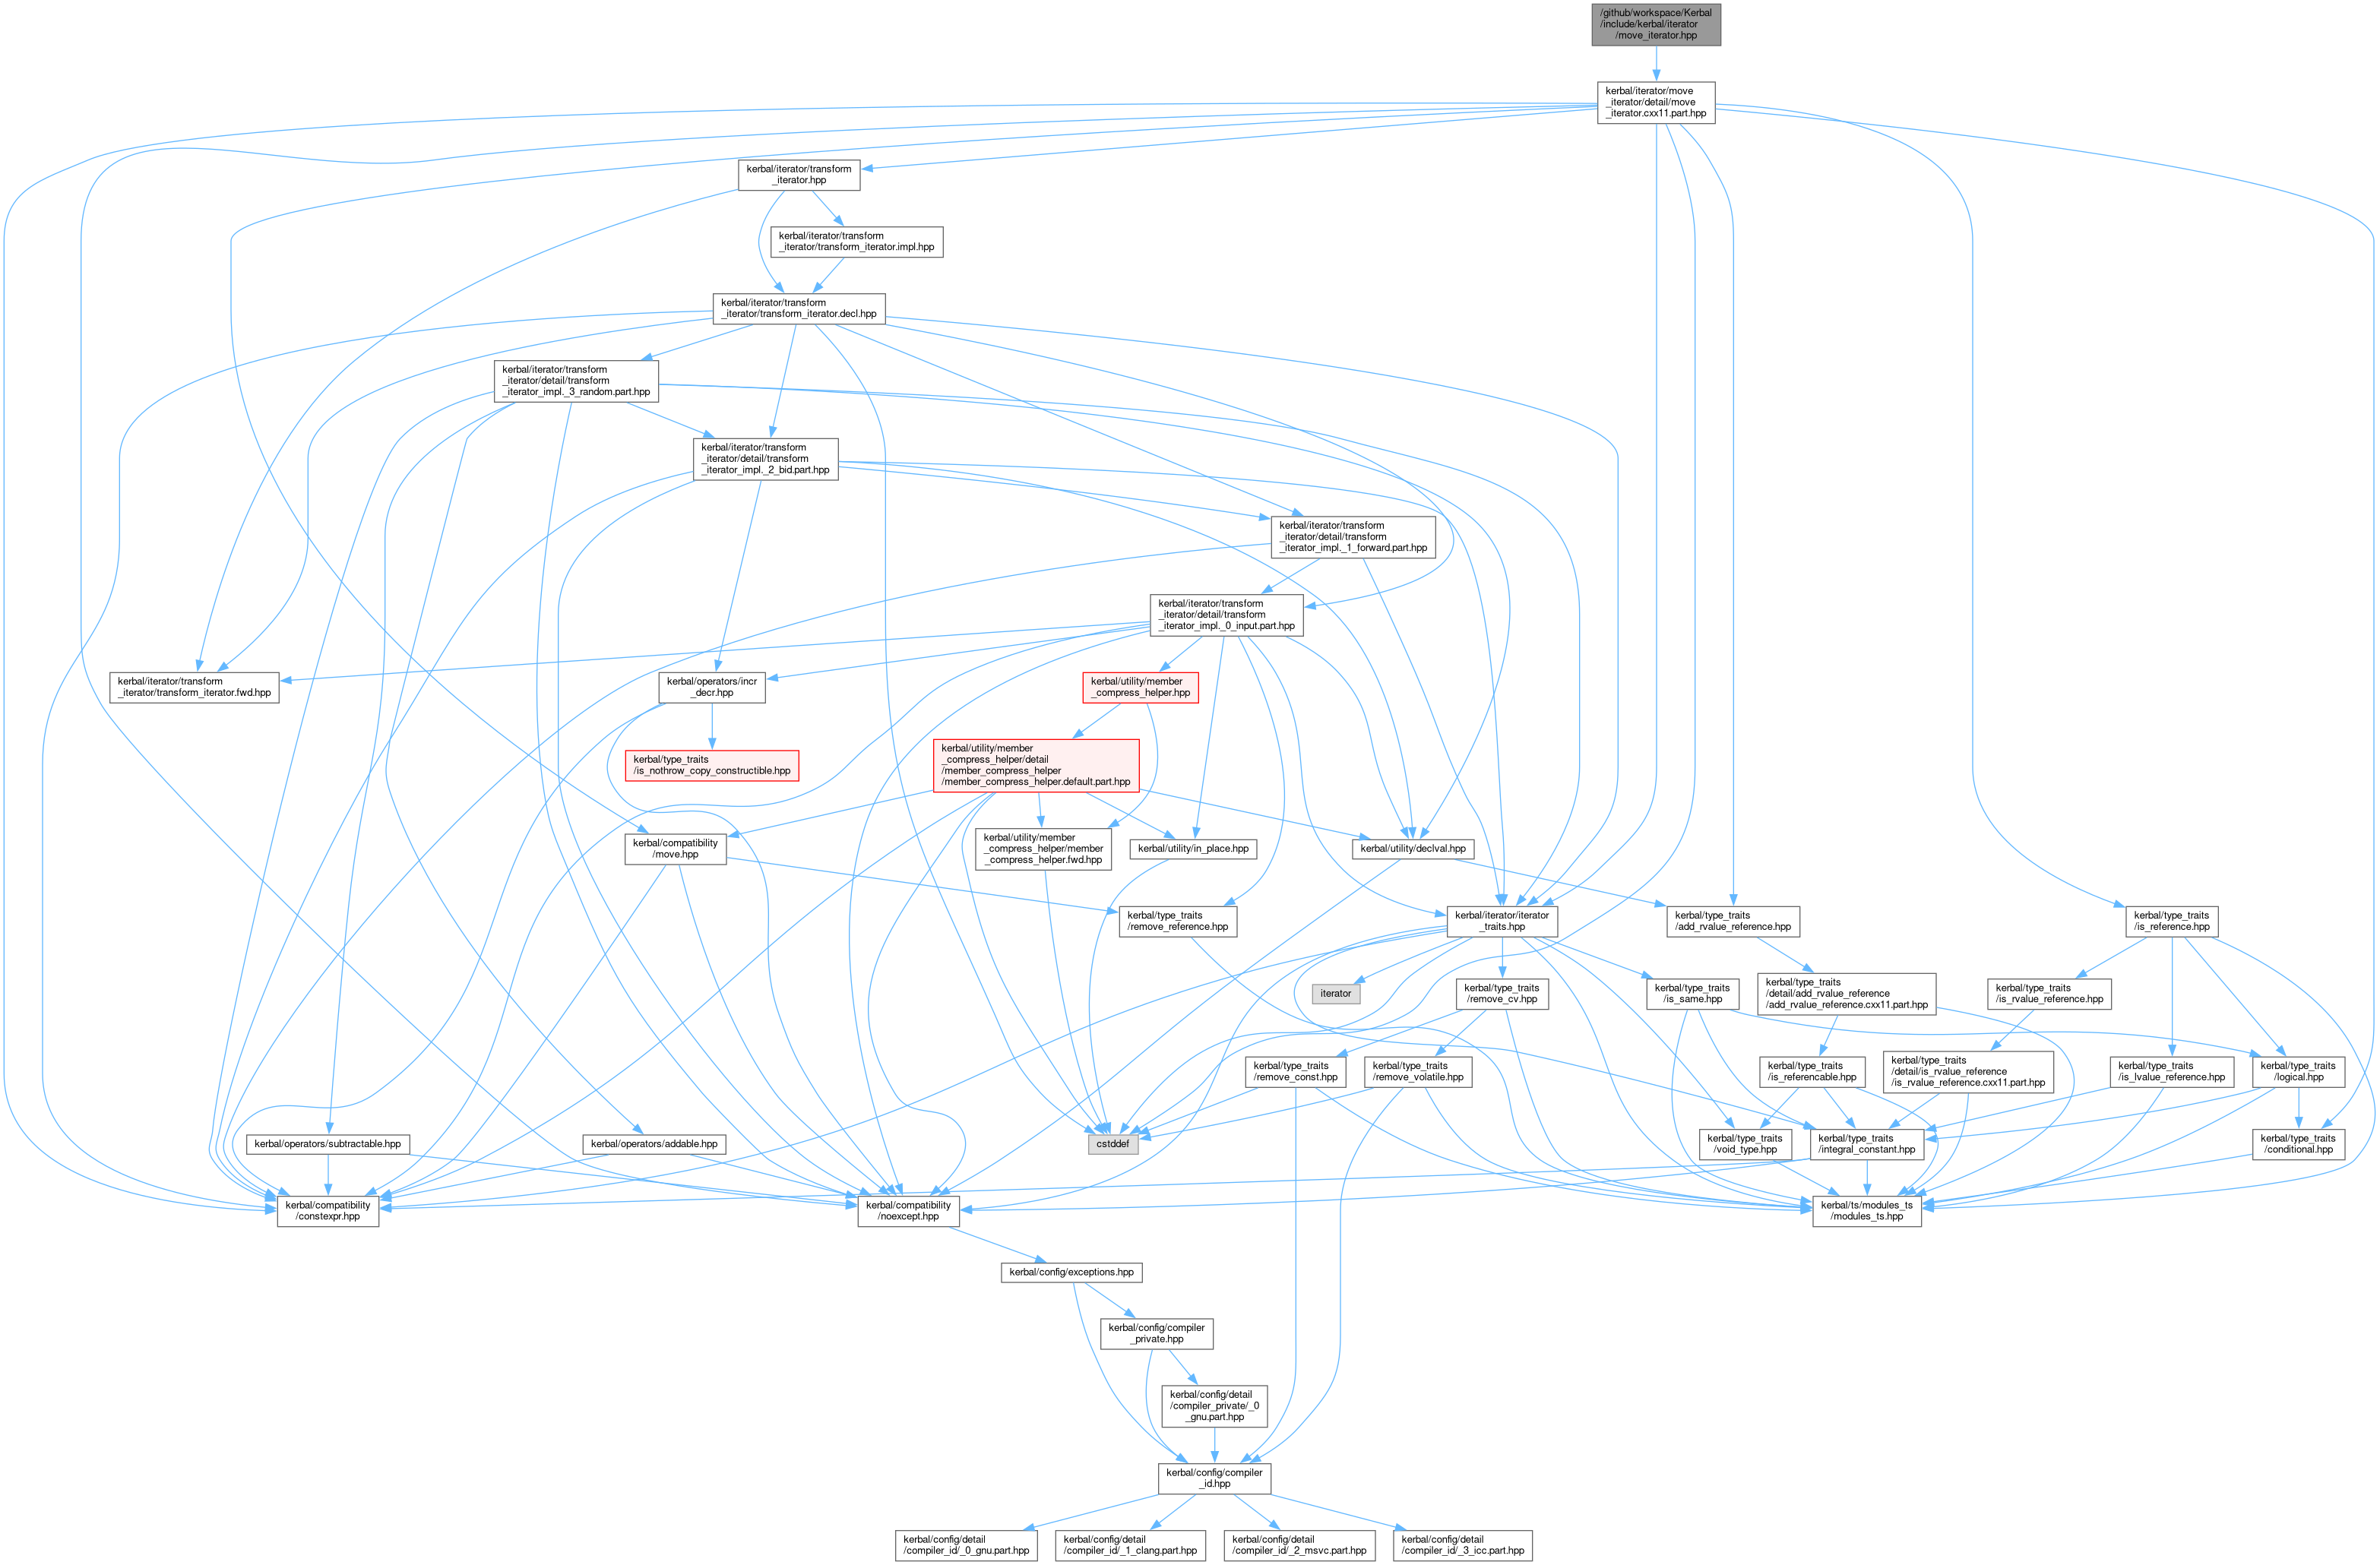 /github/workspace/Kerbal
/include/kerbal/iterator
/move_iterator.hpp
kerbal/iterator/move
_iterator/detail/move
_iterator.cxx11.part.hpp
kerbal/iterator/transform
_iterator.hpp
kerbal/iterator/transform
_iterator/transform_iterator.impl.hpp
kerbal/iterator/transform
_iterator/transform_iterator.decl.hpp
kerbal/iterator/transform
_iterator/detail/transform
_iterator_impl._3_random.part.hpp
kerbal/iterator/transform
_iterator/detail/transform
_iterator_impl._2_bid.part.hpp
kerbal/iterator/transform
_iterator/detail/transform
_iterator_impl._1_forward.part.hpp
kerbal/iterator/transform
_iterator/detail/transform
_iterator_impl._0_input.part.hpp
kerbal/iterator/transform
_iterator/transform_iterator.fwd.hpp
kerbal/operators/incr
_decr.hpp
kerbal/utility/member
_compress_helper.hpp
kerbal/type_traits
/is_nothrow_copy_constructible.hpp
kerbal/utility/member
_compress_helper/detail
/member_compress_helper
/member_compress_helper.default.part.hpp
kerbal/compatibility
/move.hpp
kerbal/utility/member
_compress_helper/member
_compress_helper.fwd.hpp
kerbal/utility/in_place.hpp
kerbal/utility/declval.hpp
kerbal/type_traits
/remove_reference.hpp
kerbal/iterator/iterator
_traits.hpp
kerbal/type_traits
/add_rvalue_reference.hpp
kerbal/type_traits
/is_reference.hpp
iterator
kerbal/type_traits
/remove_cv.hpp
kerbal/type_traits
/is_same.hpp
kerbal/type_traits
/detail/add_rvalue_reference
/add_rvalue_reference.cxx11.part.hpp
kerbal/type_traits
/is_rvalue_reference.hpp
kerbal/type_traits
/remove_const.hpp
kerbal/type_traits
/remove_volatile.hpp
kerbal/type_traits
/is_referencable.hpp
kerbal/type_traits
/detail/is_rvalue_reference
/is_rvalue_reference.cxx11.part.hpp
kerbal/type_traits
/is_lvalue_reference.hpp
kerbal/type_traits
/logical.hpp
kerbal/operators/subtractable.hpp
kerbal/operators/addable.hpp
cstddef
kerbal/type_traits
/void_type.hpp
kerbal/type_traits
/integral_constant.hpp
kerbal/type_traits
/conditional.hpp
kerbal/compatibility
/constexpr.hpp
kerbal/compatibility
/noexcept.hpp
kerbal/ts/modules_ts
/modules_ts.hpp
kerbal/config/exceptions.hpp
kerbal/config/compiler
_private.hpp
kerbal/config/detail
/compiler_private/_0
_gnu.part.hpp
kerbal/config/compiler
_id.hpp
kerbal/config/detail
/compiler_id/_0_gnu.part.hpp
kerbal/config/detail
/compiler_id/_1_clang.part.hpp
kerbal/config/detail
/compiler_id/_2_msvc.part.hpp
kerbal/config/detail
/compiler_id/_3_icc.part.hpp